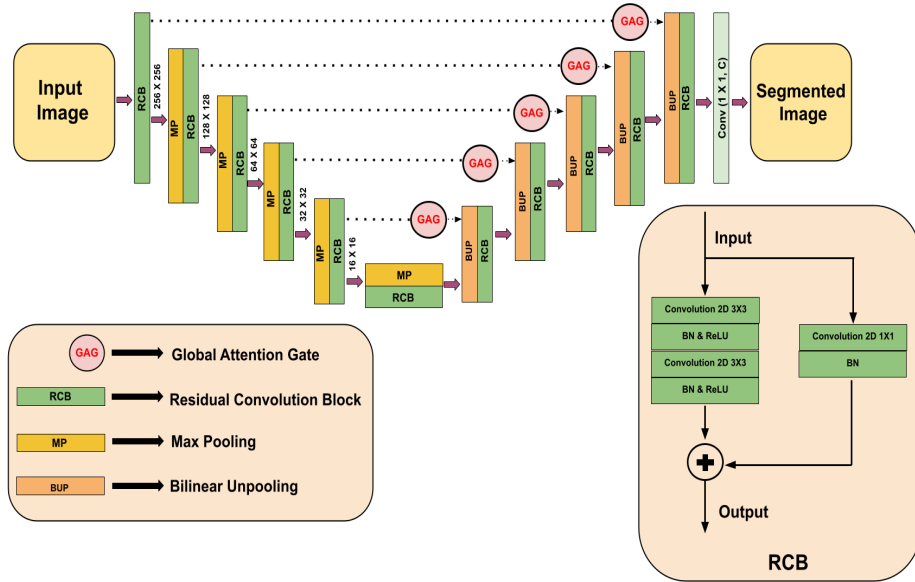 Input
Image
RCB
256 X 256
MP
RCB
128 X 128
MP
RCB
64 X 64
MP
RCB
32 X 32
MP
RCB
16 X 16
MP
RCB
GAG
BUP
RCB
GAG
BUP
RCB
GAG
BUP
RCB
GAG
BUP
RCB
GAG
BUP
RCB
Conv (1 X 1, C)
Segmented
Image
GAG
Global Attention Gate
RCB
Residual Convolution Block
MP
Max Pooling
BUP
Bilinear Unpooling
Input
Convolution 2D 3X3
BN & ReLU
Convolution 2D 3X3
BN & ReLU
Convolution 2D 1X1
BN
Output
RCB